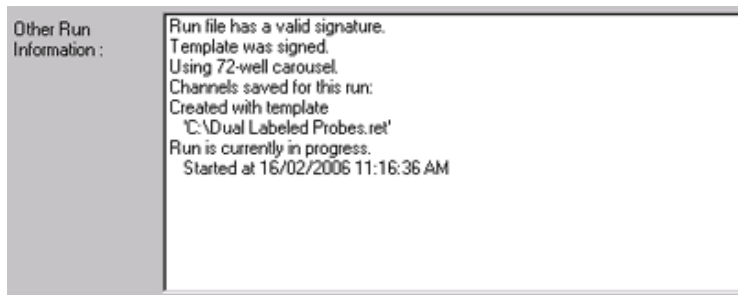 Other Run
Information :
Run file has a valid signature.
Template was signed.
Using 72-well carousel.
Channels saved for this run:
Created with template
'C:\Dual Labeled Probes.ret'
Run is currently in progress.
Started at 16/02/2006 11:16:36 AM